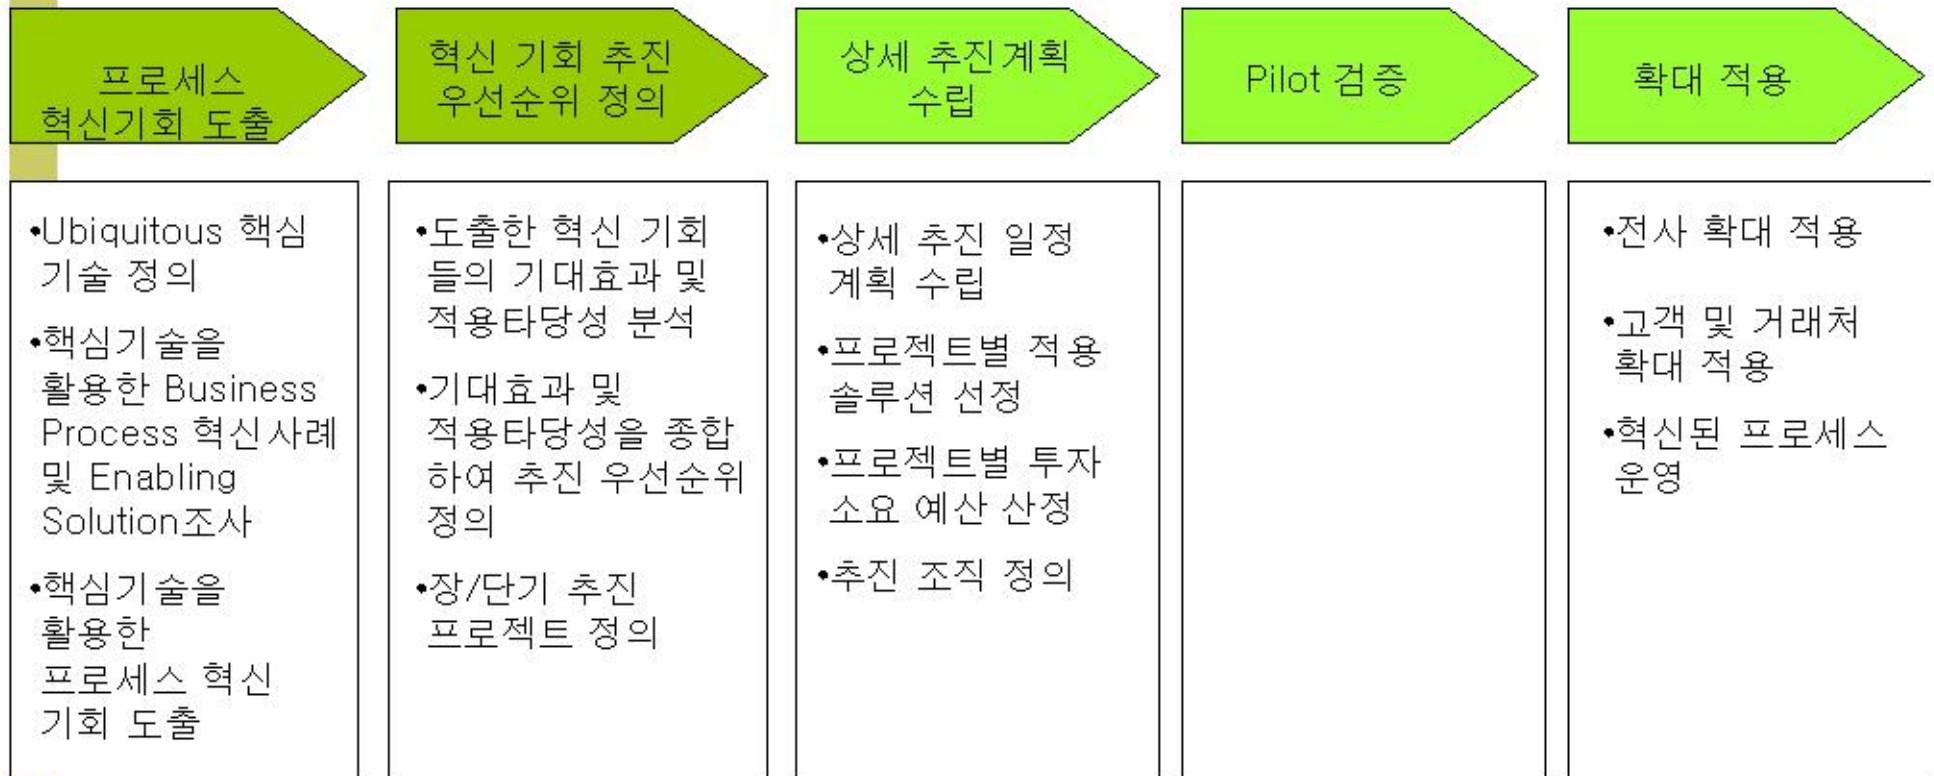 프로세스
혁신기회 도출
혁신 기회 추진
우선순위 정의
상세 추진계획
수립
Pilot 검증
확대 적용
•Ubiquitous 핵심
기술 정의
•핵심기술을
활용한 Business
Process 혁신사례
및 Enabling
Solution조사
•핵심기술을
활용한
프로세스 혁신
기회 도출
•도출한 혁신 기회
들의 기대효과 및
적용타당성 분석
•기대효과 및
적용타당성을 종합
하여 추진 우선순위
정의
•장/단기 추진
프로젝트 정의
•상세 추진 일정
계획 수립
•프로젝트별 적용
솔루션 선정
•프로젝트별 투자
소요 예산 산정
•추진 조직 정의
•전사 확대 적용
•고객 및 거래처
확대 적용
•혁신된 프로세스
운영